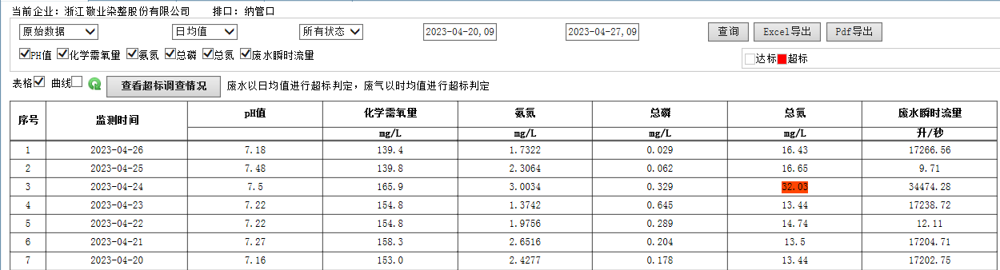 当前企业：浙江敬业染整股份有限公司 排口：纳管口
原始数据 日均值 所有状态 2023-04-20,09 2023-04-27,09 查询 Excel导出 Pdf导出
PH值 化学需氧量 氨氮 总磷 总氮 废水瞬时流量
达标 超标
表格 曲线 查看超标调查情况 废水以日均值进行超标判定，废气以时均值进行超标判定
序号 监测时间 pH值 化学需氧量 氨氮 总磷 总氮 废水瞬时流量
mg/L mg/L mg/L mg/L 升/秒
1 2023-04-26 7.18 139.4 1.7322 0.029 16.43 17266.56
2 2023-04-25 7.48 139.8 2.3064 0.062 16.65 9.71
3 2023-04-24 7.5 165.9 3.0034 0.329 32.03 34474.28
4 2023-04-23 7.22 154.8 1.3742 0.645 13.44 17238.72
5 2023-04-22 7.22 154.8 1.9756 0.289 14.74 12.11
6 2023-04-21 7.27 158.3 2.6516 0.204 13.5 17204.71
7 2023-04-20 7.16 153.0 2.4277 0.178 13.44 17202.75